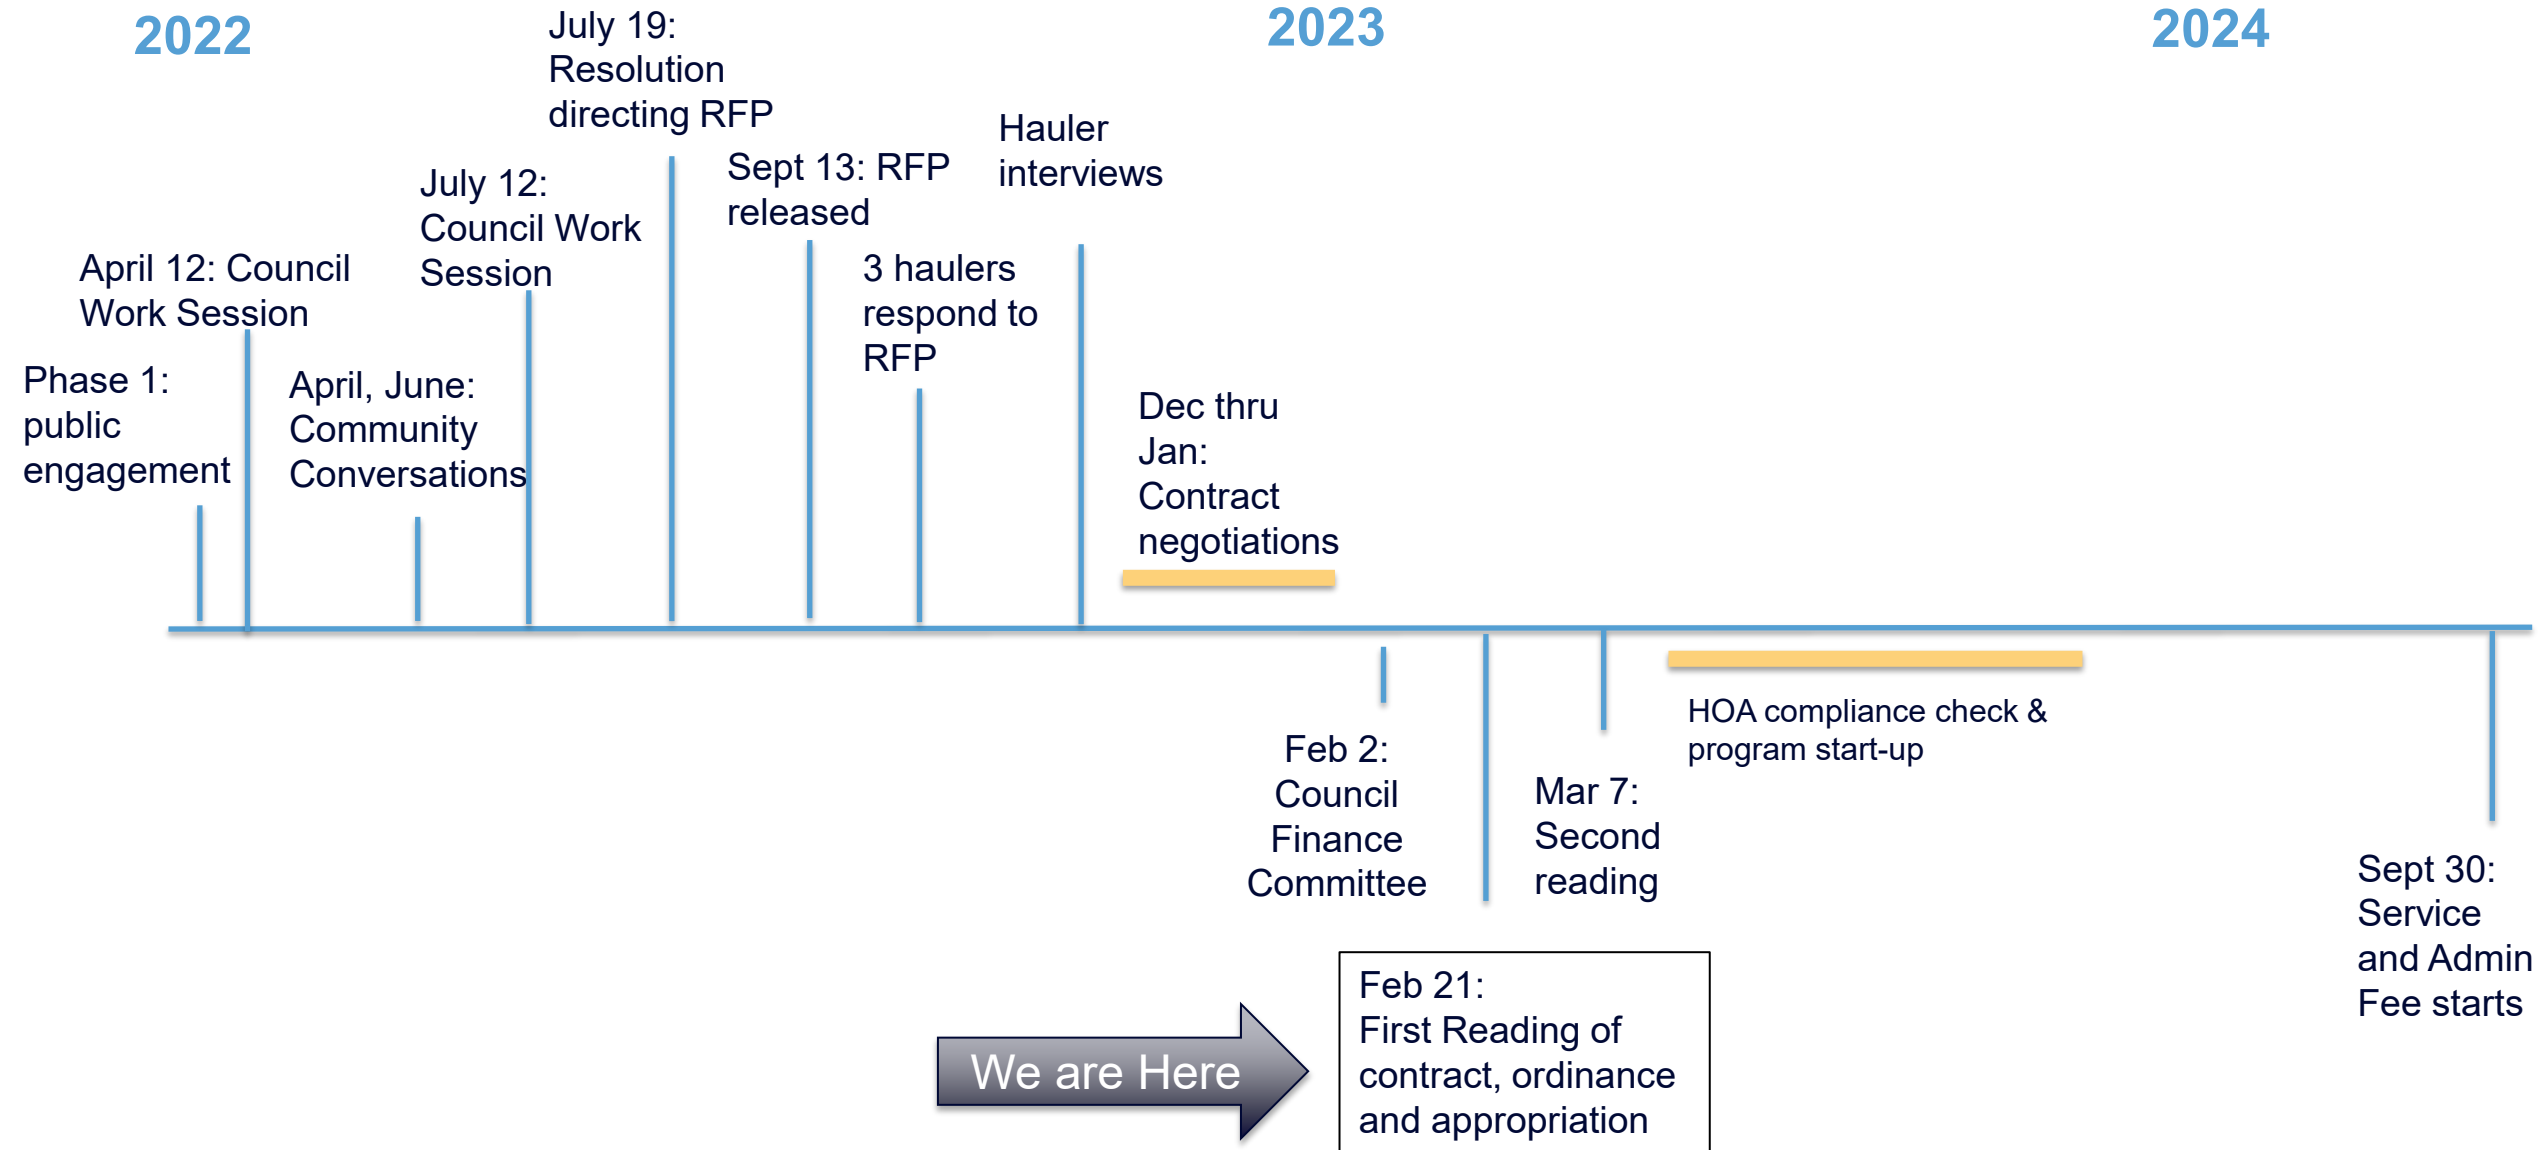 2022
2023
2024
Phase 1:
public
engagement
April 12: Council
Work Session
April, June:
Community
Conversations
July 12:
Council Work
Session
July 19:
Resolution
directing RFP
Sept 13: RFP
released
3 haulers
respond to
RFP
Hauler
interviews
Dec thru
Jan:
Contract
negotiations
Feb 2:
Council
Finance
Committee
We are Here
Feb 21:
First Reading of
contract, ordinance
and appropriation
Mar 7:
Second
reading
HOA compliance check &
program start-up
Sept 30:
Service
and Admin
Fee starts